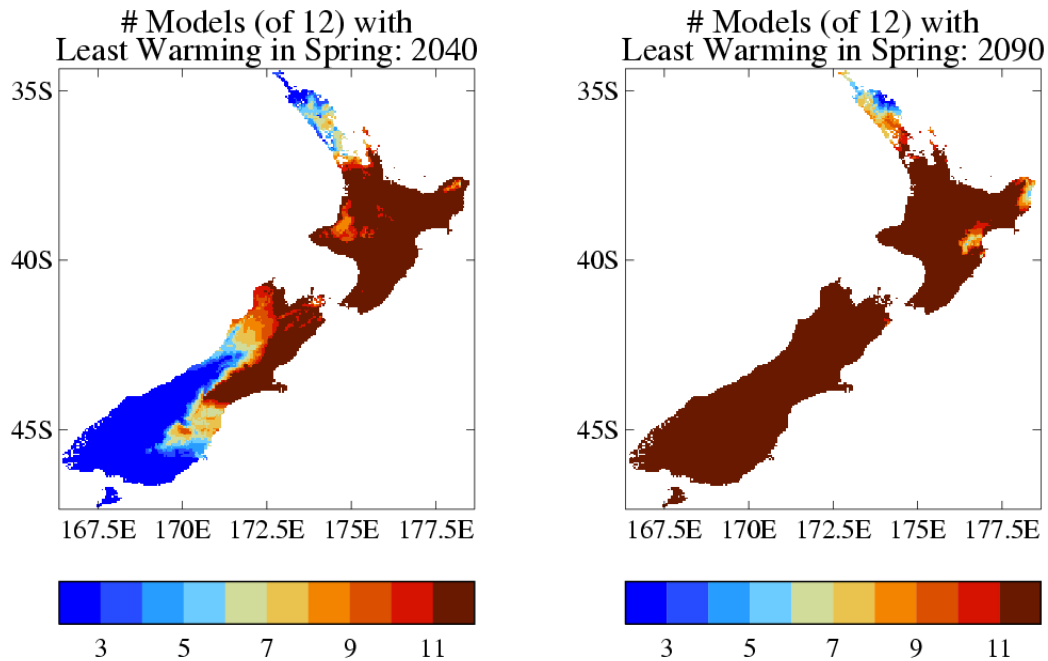 # Models (of 12) with
Least Warming in Spring: 2040
35S
40S
45S
167.5E 170E 172.5E 175E 177.5E
3 5 7 9 11
# Models (of 12) with
Least Warming in Spring: 2090
35S
40S
45S
167.5E 170E 172.5E 175E 177.5E
3 5 7 9 11